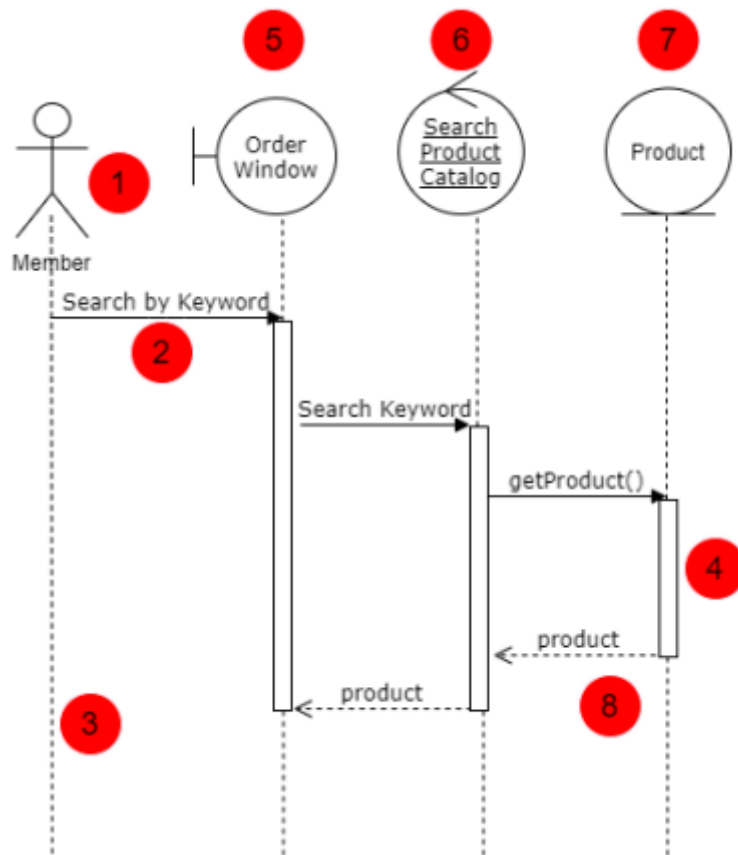 5
6
7
1
Order
Window
Search
Product
Catalog
Product
Member
Search by Keyword
2
Search Keyword
getProduct()
4
product
product
8
3